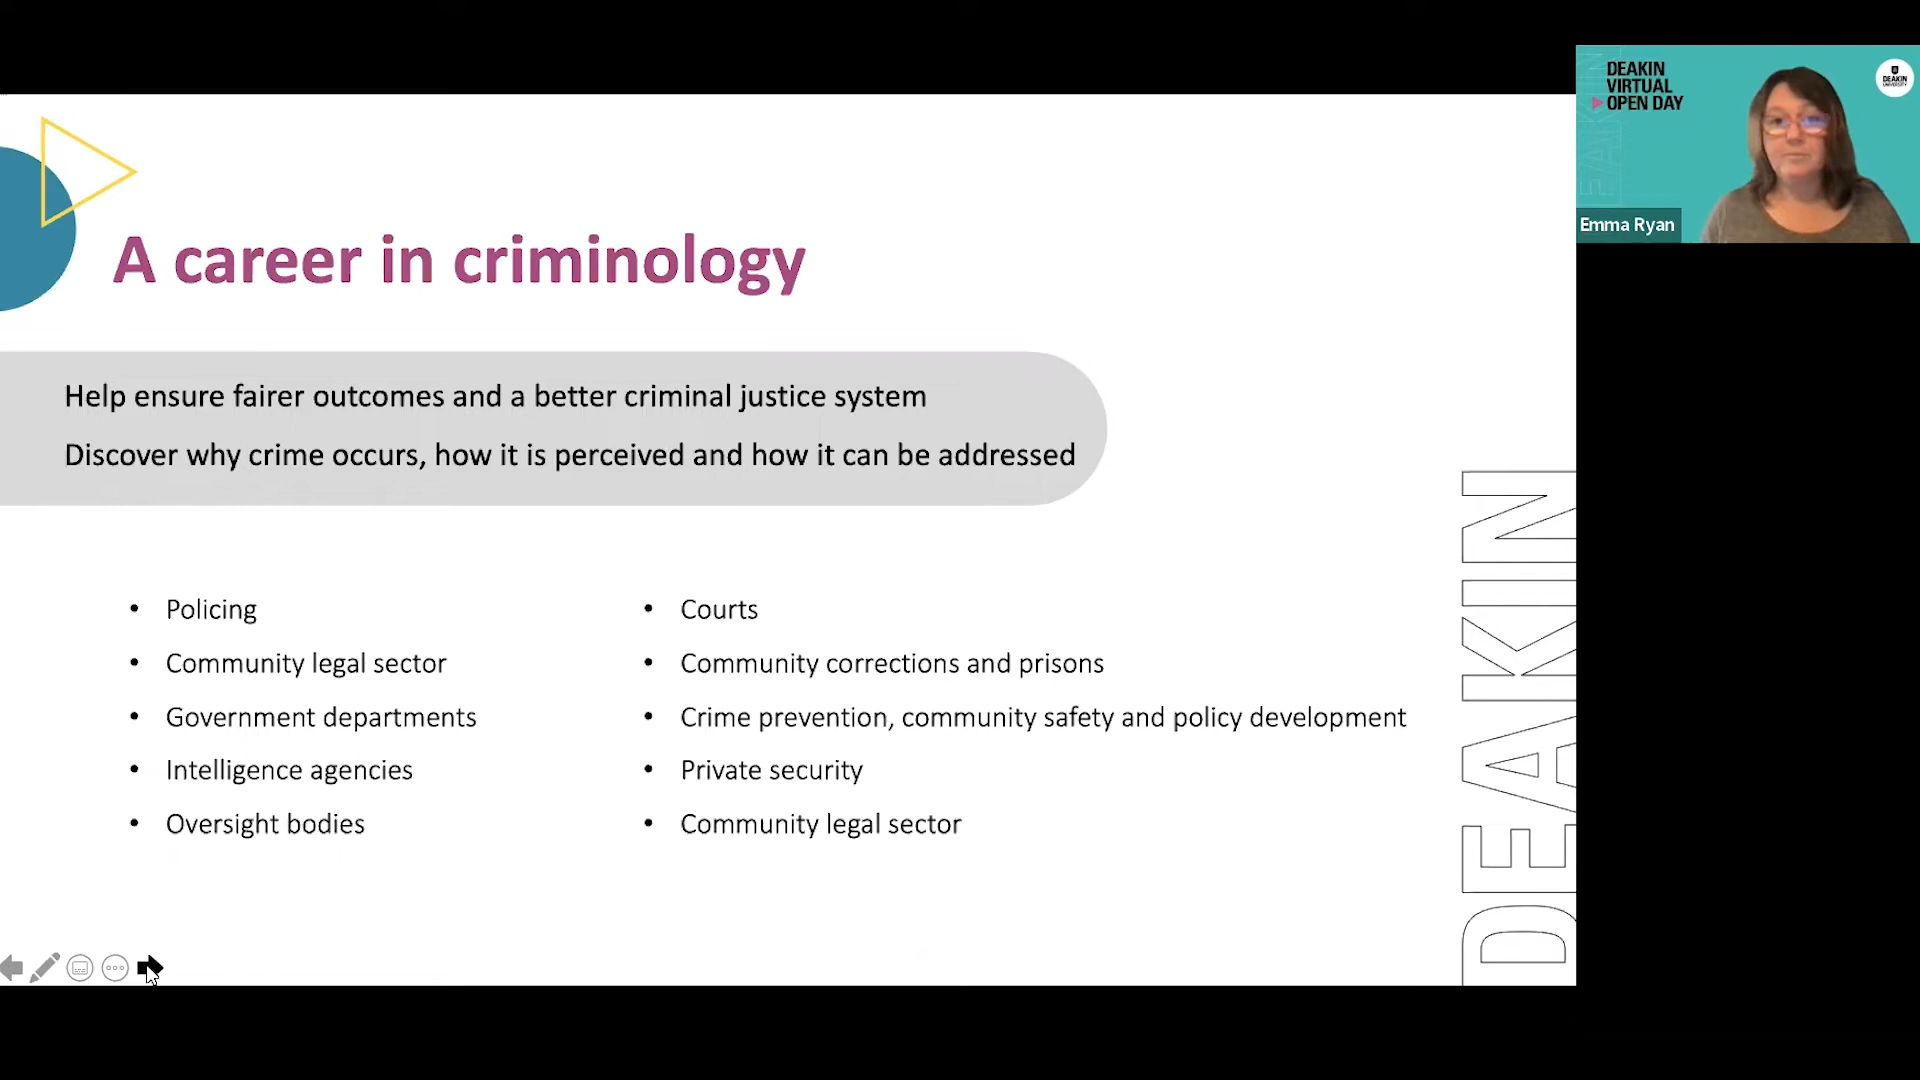 A career in criminology
Help ensure fairer outcomes and a better criminal justice system
Discover why crime occurs, how it is perceived and how it can be addressed
• Policing
• Community legal sector
• Government departments
• Intelligence agencies
• Oversight bodies
• Courts
• Community corrections and prisons
• Crime prevention, community safety and policy development
• Private security
• Community legal sector
DEAKIN
DEAKIN
VIRTUAL
OPEN DAY
DEAKIN
UNIVERSITY
Emma Ryan